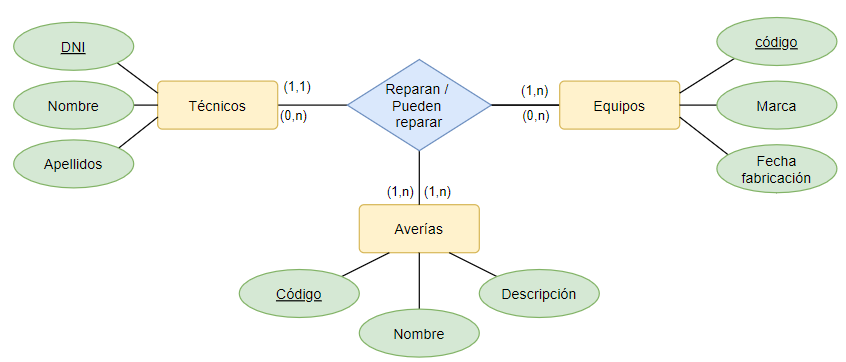 DNI
Nombre
Apellidos
Técnicos
(1,1)
(0,n)
Reparan /
Pueden
reparar
(1,n)
(0,n)
Equipos
código
Marca
Fecha
fabricación
(1,n)
(1,n)
Averías
Código
Nombre
Descripción